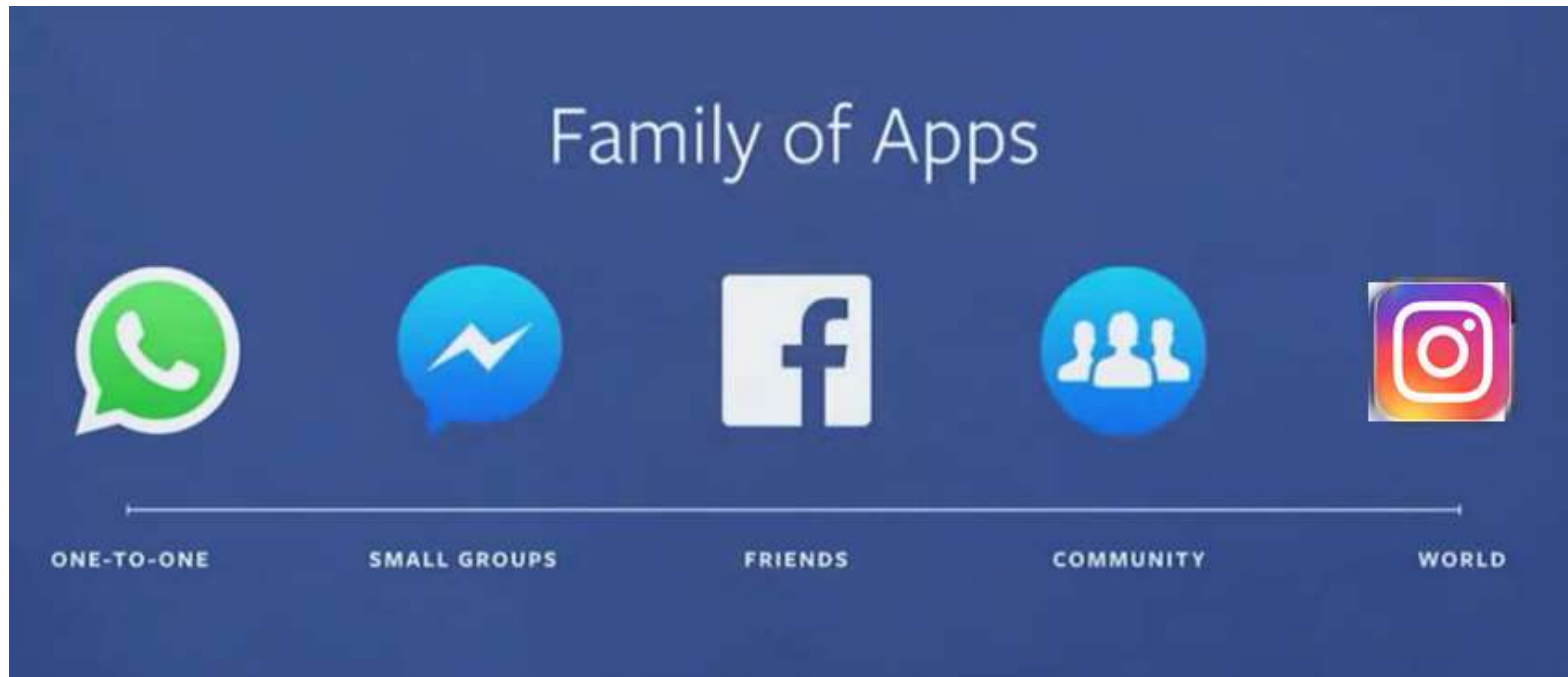 Family of Apps
ONE-TO-ONE
SMALL GROUPS
FRIENDS
COMMUNITY
WORLD